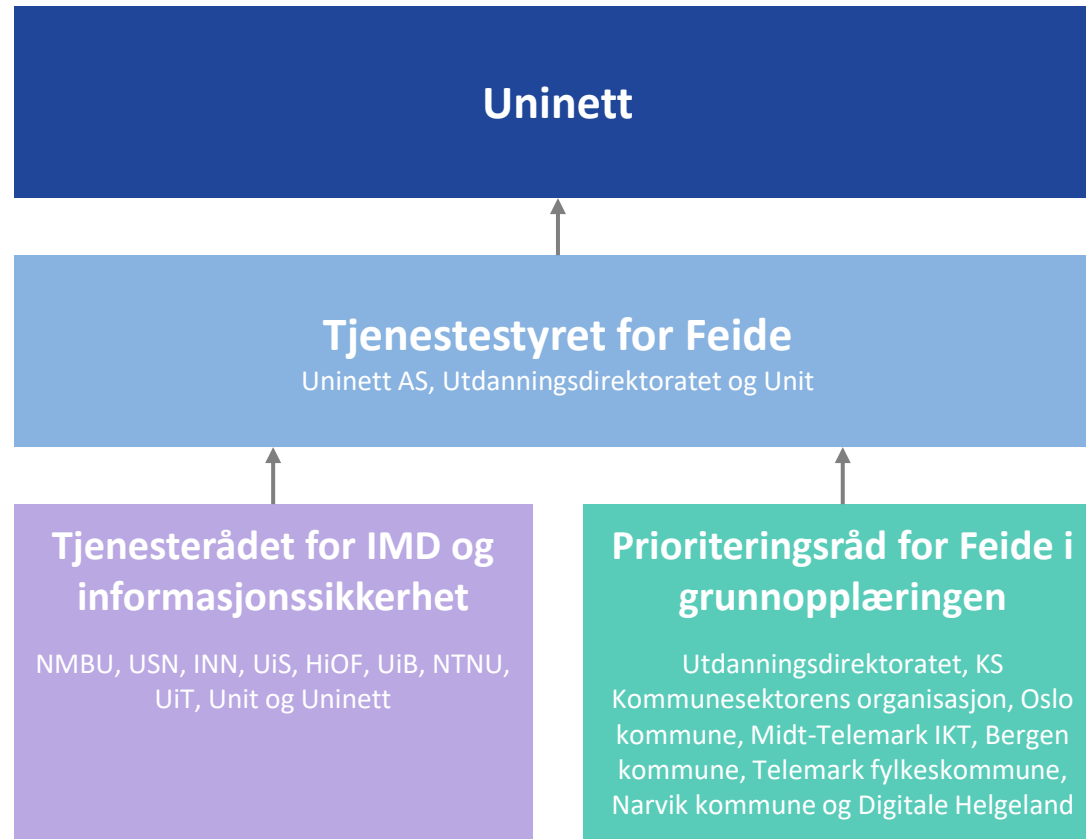 Uninett
Tjenestestyret for Feide
Uninett AS, Utdanningsdirektoratet og Unit
Tjenesterådet for IMD og
informasjonssikkerhet
NMBU, USN, INN, UiS, HiOF, UiB, NTNU,
UiT, Unit og Uninett
Prioriteringsråd for Feide i
grunnopplæringen
Utdanningsdirektoratet, KS
Kommunesektorens organisasjon, Oslo
kommune, Midt-Telemark IKT, Bergen
kommune, Telemark fylkeskommune,
Narvik kommune og Digitale Helgeland